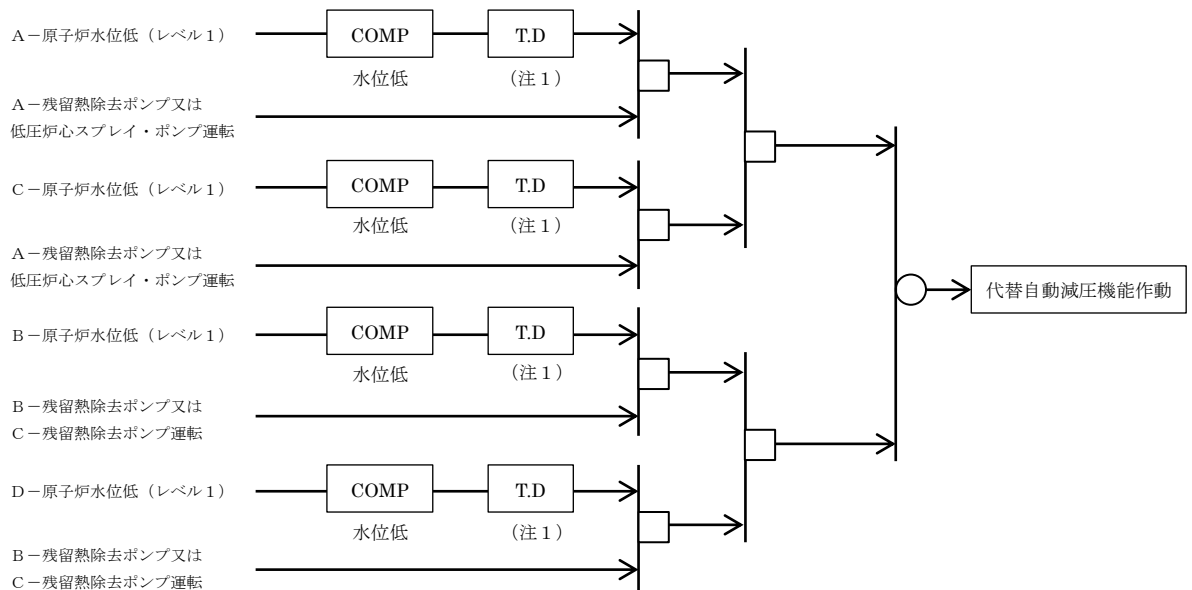 A－原子炉水位低（レベル１）
COMP
T.D
水位低
（注１）
A－残留熱除去ポンプ又は
低圧炉心スプレイ・ポンプ運転
C－原子炉水位低（レベル１）
COMP
T.D
水位低
（注１）
A－残留熱除去ポンプ又は
低圧炉心スプレイ・ポンプ運転
代替自動減圧機能作動
B－原子炉水位低（レベル１）
COMP
T.D
水位低
（注１）
B－残留熱除去ポンプ又は
C－残留熱除去ポンプ運転
D－原子炉水位低（レベル１）
COMP
T.D
水位低
（注１）
B－残留熱除去ポンプ又は
C－残留熱除去ポンプ運転